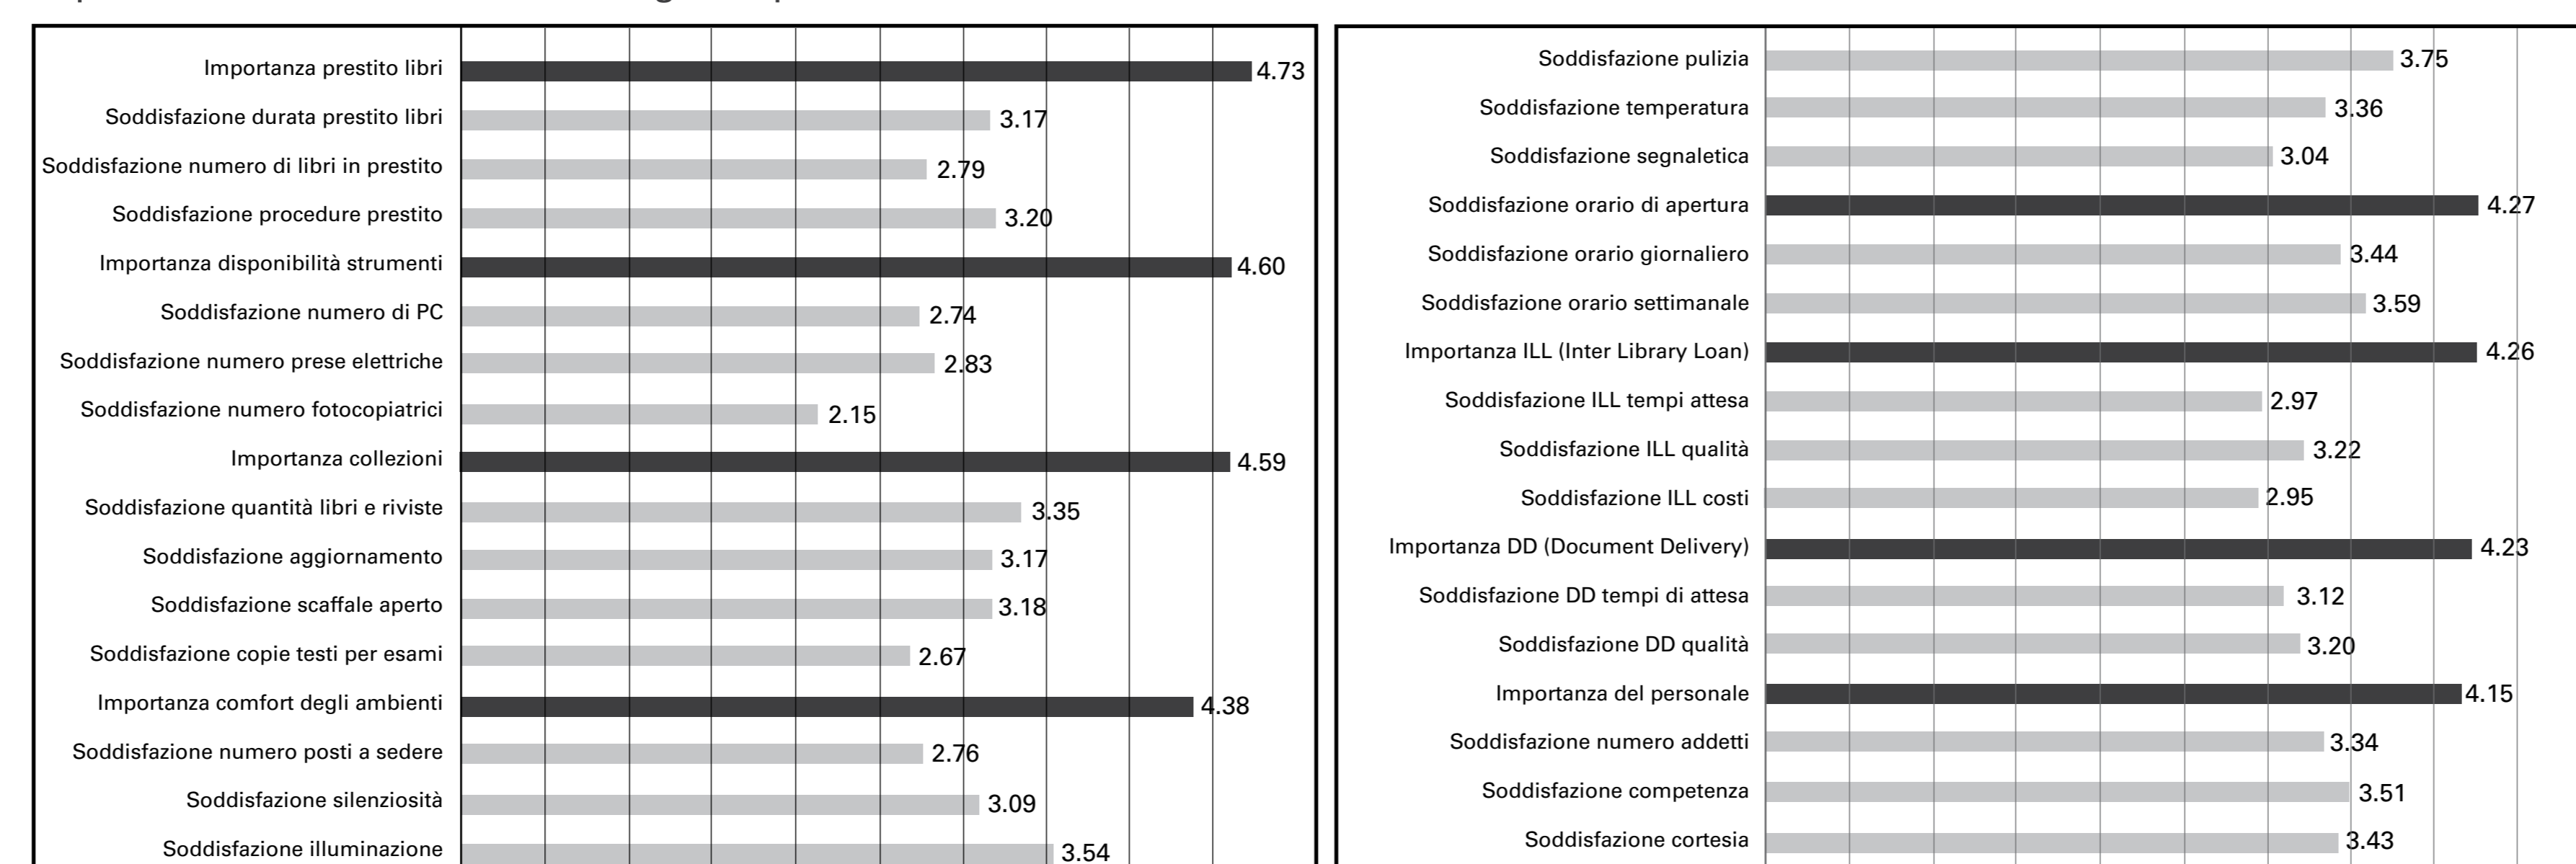 Importanza prestito libri 4.73
Soddisfazione durata prestito libri 3.17
Soddisfazione numero di libri in prestito 2.79
Soddisfazione procedure prestito 3.20
Importanza disponibilità strumenti 4.60
Soddisfazione numero di PC 2.74
Soddisfazione numero prese elettriche 2.83
Soddisfazione numero fotocopiatrici 2.15
Importanza collezioni 4.59
Soddisfazione quantità libri e riviste 3.35
Soddisfazione aggiornamento 3.17
Soddisfazione scaffale aperto 3.18
Soddisfazione copie testi per esami 2.67
Importanza comfort degli ambienti 4.38
Soddisfazione numero posti a sedere 2.76
Soddisfazione silenziosità 3.09
Soddisfazione illuminazione 3.54
Soddisfazione pulizia 3.75
Soddisfazione temperatura 3.36
Soddisfazione segnaletica 3.04
Soddisfazione orario di apertura 4.27
Soddisfazione orario giornaliero 3.44
Soddisfazione orario settimanale 3.59
Importanza ILL (Inter Library Loan) 4.26
Soddisfazione ILL tempi attesa 2.97
Soddisfazione ILL qualità 3.22
Soddisfazione ILL costi 2.95
Importanza DD (Document Delivery) 4.23
Soddisfazione DD tempi di attesa 3.12
Soddisfazione DD qualità 3.20
Importanza del personale 4.15
Soddisfazione numero addetti 3.34
Soddisfazione competenza 3.51
Soddisfazione cortesia 3.43